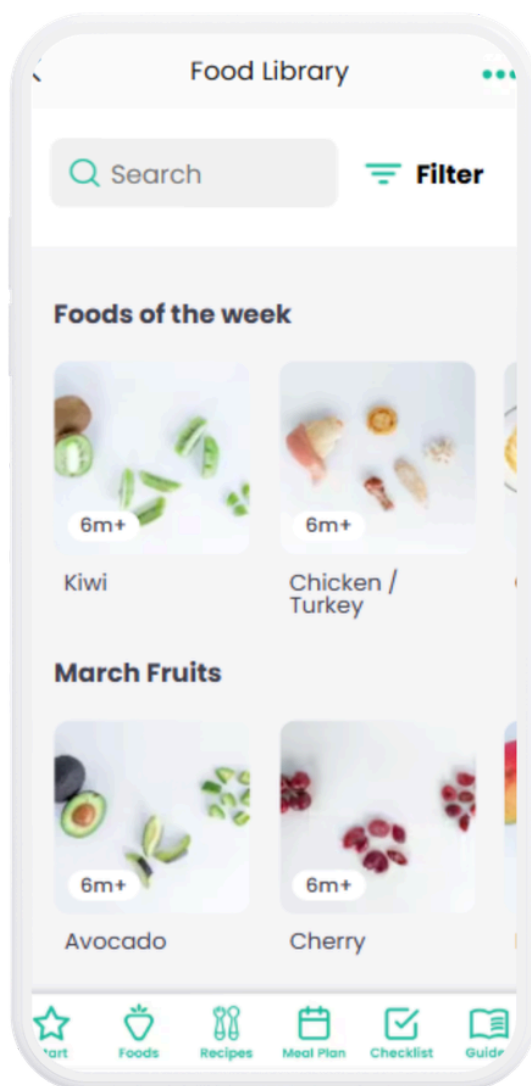 Food Library
Search
Filter
Foods of the week
6m+
6m+
Kiwi
Chicken /
Turkey
March Fruits
6m+
6m+
Avocado
Cherry
Foods
Recipes
Meal Plan
Checklist